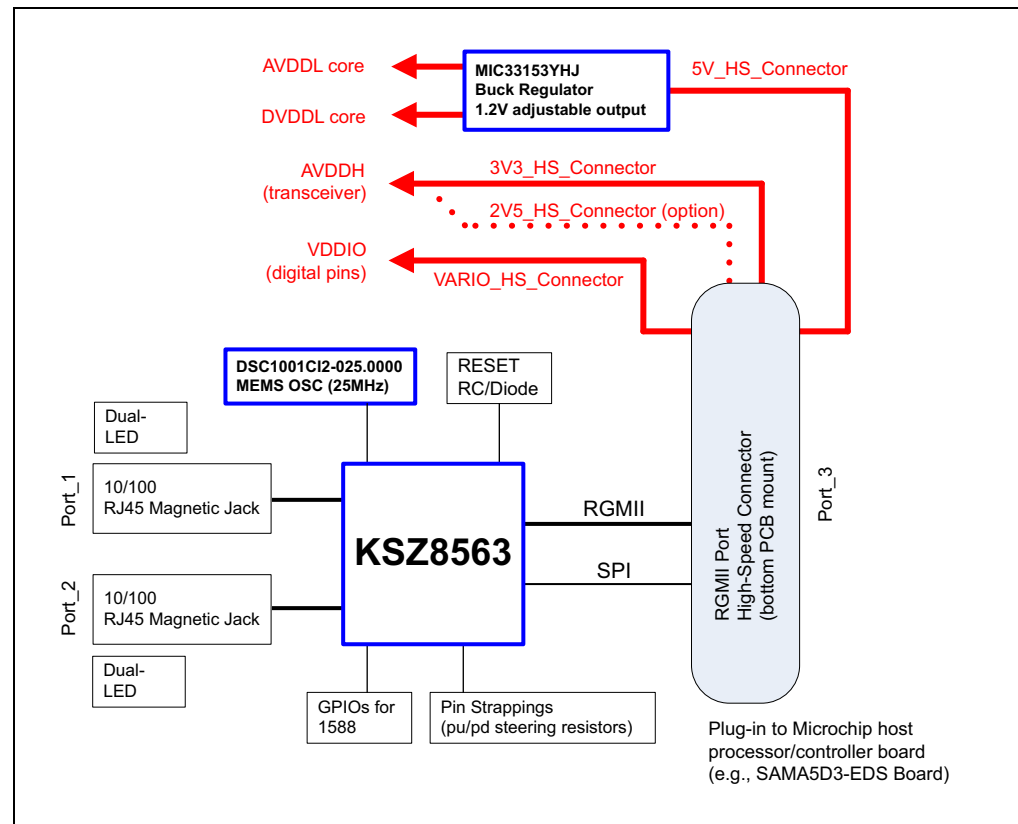 AVDDL core
MIC33153YHJ
Buck Regulator
1.2V adjustable output
5V_HS_Connector
DVDDL core
AVDDH
(transceiver)
3V3_HS_Connector
2V5_HS_Connector (option)
VDDIO
(digital pins)
VARIO_HS_Connector
DSC1001CI2-025.0000
MEMS OSC (25MHz)
RESET
RC/Diode
Dual-
LED
Port_1
10/100
RJ45 Magnetic Jack
KSZ8563
RGMII
SPI
RGMII Port
High-Speed Connector
(bottom PCB mount)
Port_3
Port_2
10/100
RJ45 Magnetic Jack
Dual-
LED
GPIOs for
1588
Pin Strappings
(pu/pd steering resistors)
Plug-in to Microchip host
processor/controller board
(e.g., SAMA5D3-EDS Board)